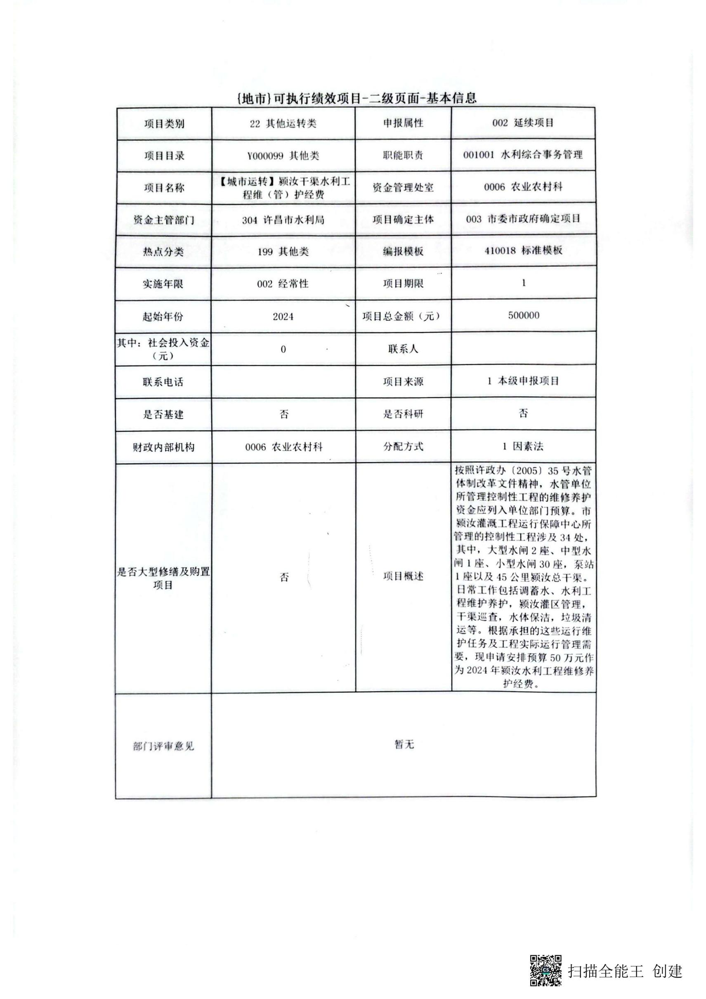 {地市}可执行绩效项目-二级页面-基本信息
项目类别 22 其他运转类 申报属性 002 延续项目
项目目录 Y000099 其他类 职能职责 001001 水利综合事务管理
项目名称 【城市运转】颍汝干渠水利工
程维（管）护经费 资金管理处室 0006 农业农村科
资金主管部门 304 许昌市水利局 项目确定主体 003 市委市政府确定项目
热点分类 199 其他类 编报模板 410018 标准模板
实施年限 002 经常性 项目期限 1
起始年份 2024 项目总金额（元） 500000
其中：社会投入资金
（元） 0 联系人
联系电话 项目来源 1 本级申报项目
是否基建 否 是否科研 否
财政内部机构 0006 农业农村科 分配方式 1 因素法
是否大型修缮及购置
项目 否 项目概述
按照许政办〔2005〕35 号水管
体制改革文件精神，水管单位
所管理控制性工程的维修养护
资金应列入单位部门预算。市
颍汝灌溉工程运行保障中心所
管理的控制性工程涉及 34 处，
其中，大型水闸 2 座、中型水
闸 1 座、小型水闸 30 座，泵站
1 座以及 45 公里颍汝总干渠。
日常工作包括调蓄水、水利工
程维护养护，颍汝灌区管理，
干渠巡查，水体保洁，垃圾清
运等。根据承担的这些运行维
护任务及工程实际运行管理需
要，现申请安排预算 50 万元作
为 2024 年颍汝水利工程维修养
护经费。
部门评审意见 暂无
扫描全能王 创建